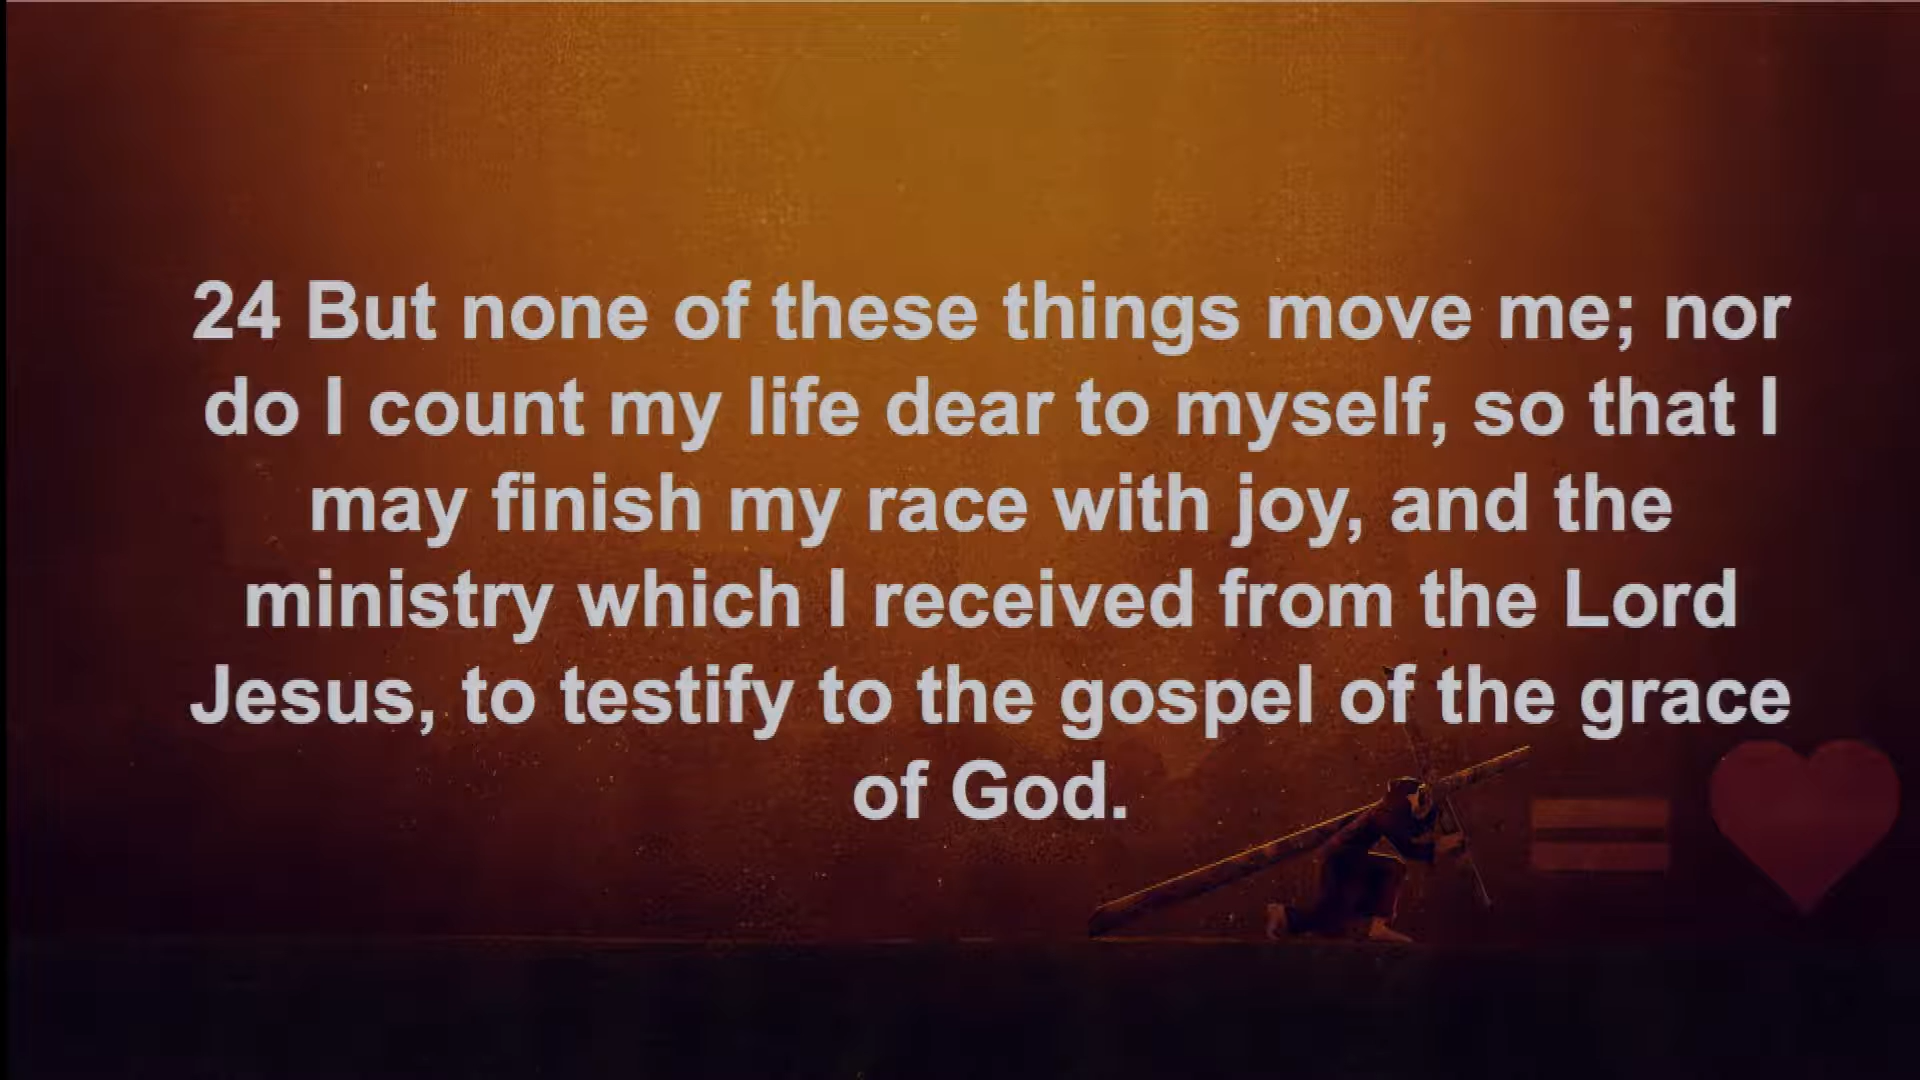 24 But none of these things move me; nor
do I count my life dear to myself, so that I
may finish my race with joy, and the
ministry which I received from the Lord
Jesus, to testify to the gospel of the grace
of God.